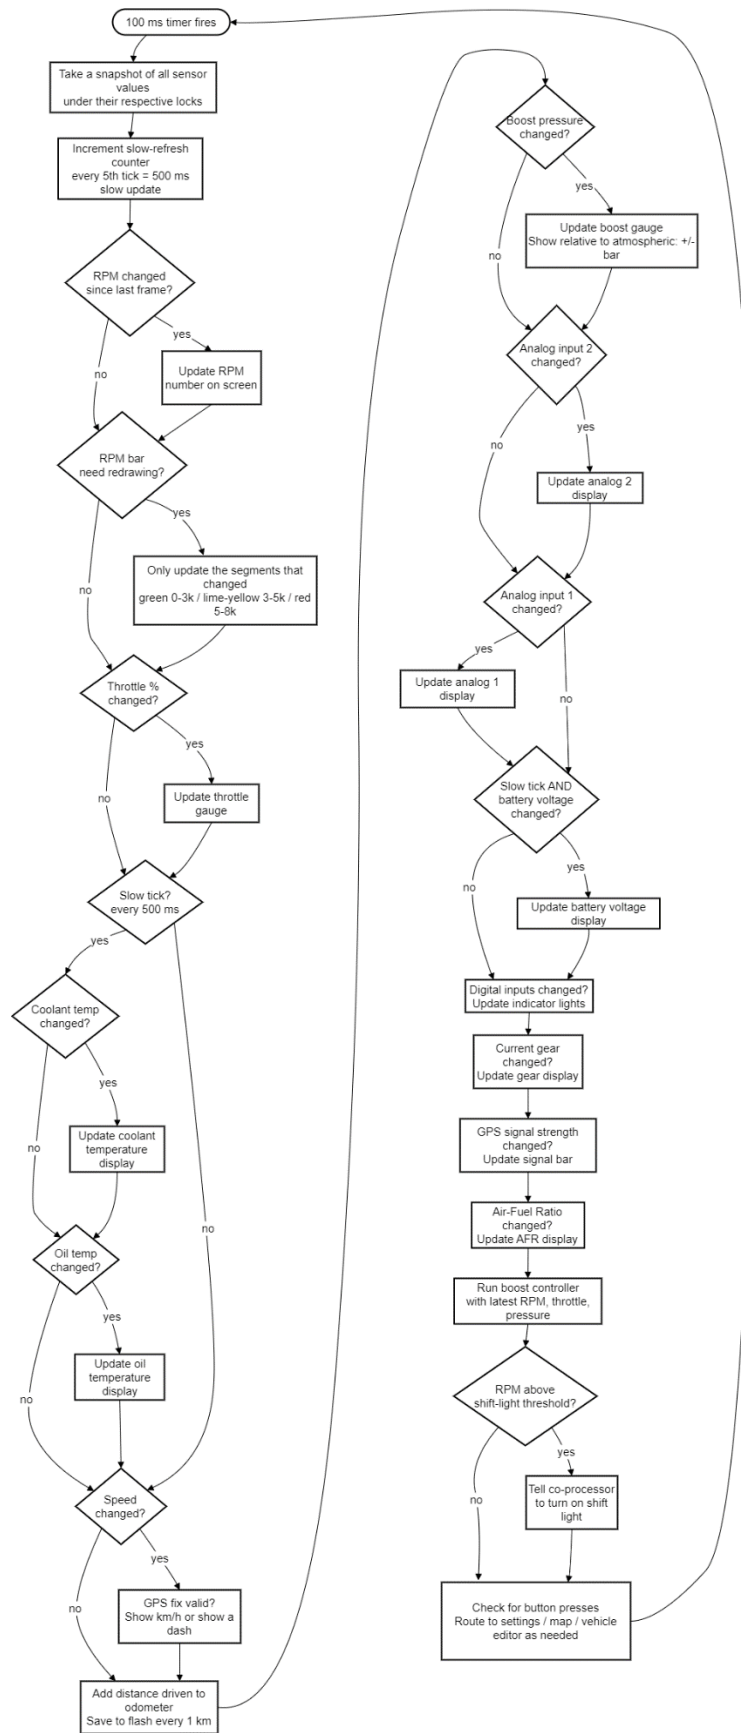 100 ms timer fires
Take a snapshot of all sensor
values
under their respective locks
Increment slow-refresh
counter
every 5th tick = 500 ms
slow update
RPM changed
since last frame?
yes
no
Update RPM
number on screen
RPM bar
need redrawing?
yes
no
Only update the segments that
changed
green 0-3k / lime-yellow 3-5k / red
5-8k
Throttle %
changed?
yes
no
Update throttle
gauge
Slow tick?
every 500 ms
yes
no
Coolant temp
changed?
yes
no
Update coolant
temperature
display
Oil temp
changed?
yes
no
Update oil
temperature
display
Speed
changed?
yes
no
GPS fix valid?
Show km/h or show a
dash
Add distance driven to
odometer
Save to flash every 1 km
Boost pressure
changed?
yes
no
Update boost gauge
Show relative to atmospheric: +/-
bar
Analog input 2
changed?
yes
no
Update analog 2
display
Analog input 1
changed?
yes
no
Update analog 1
display
Slow tick AND
battery voltage
changed?
yes
no
Update battery voltage
display
Digital inputs changed?
Update indicator lights
Current gear
changed?
Update gear display
GPS signal strength
changed?
Update signal bar
Air-Fuel Ratio
changed?
Update AFR display
Run boost controller
with latest RPM, throttle,
pressure
RPM above
shift-light threshold?
yes
no
Tell co-processor
to turn on shift
light
Check for button presses
Route to settings / map / vehicle
editor as needed